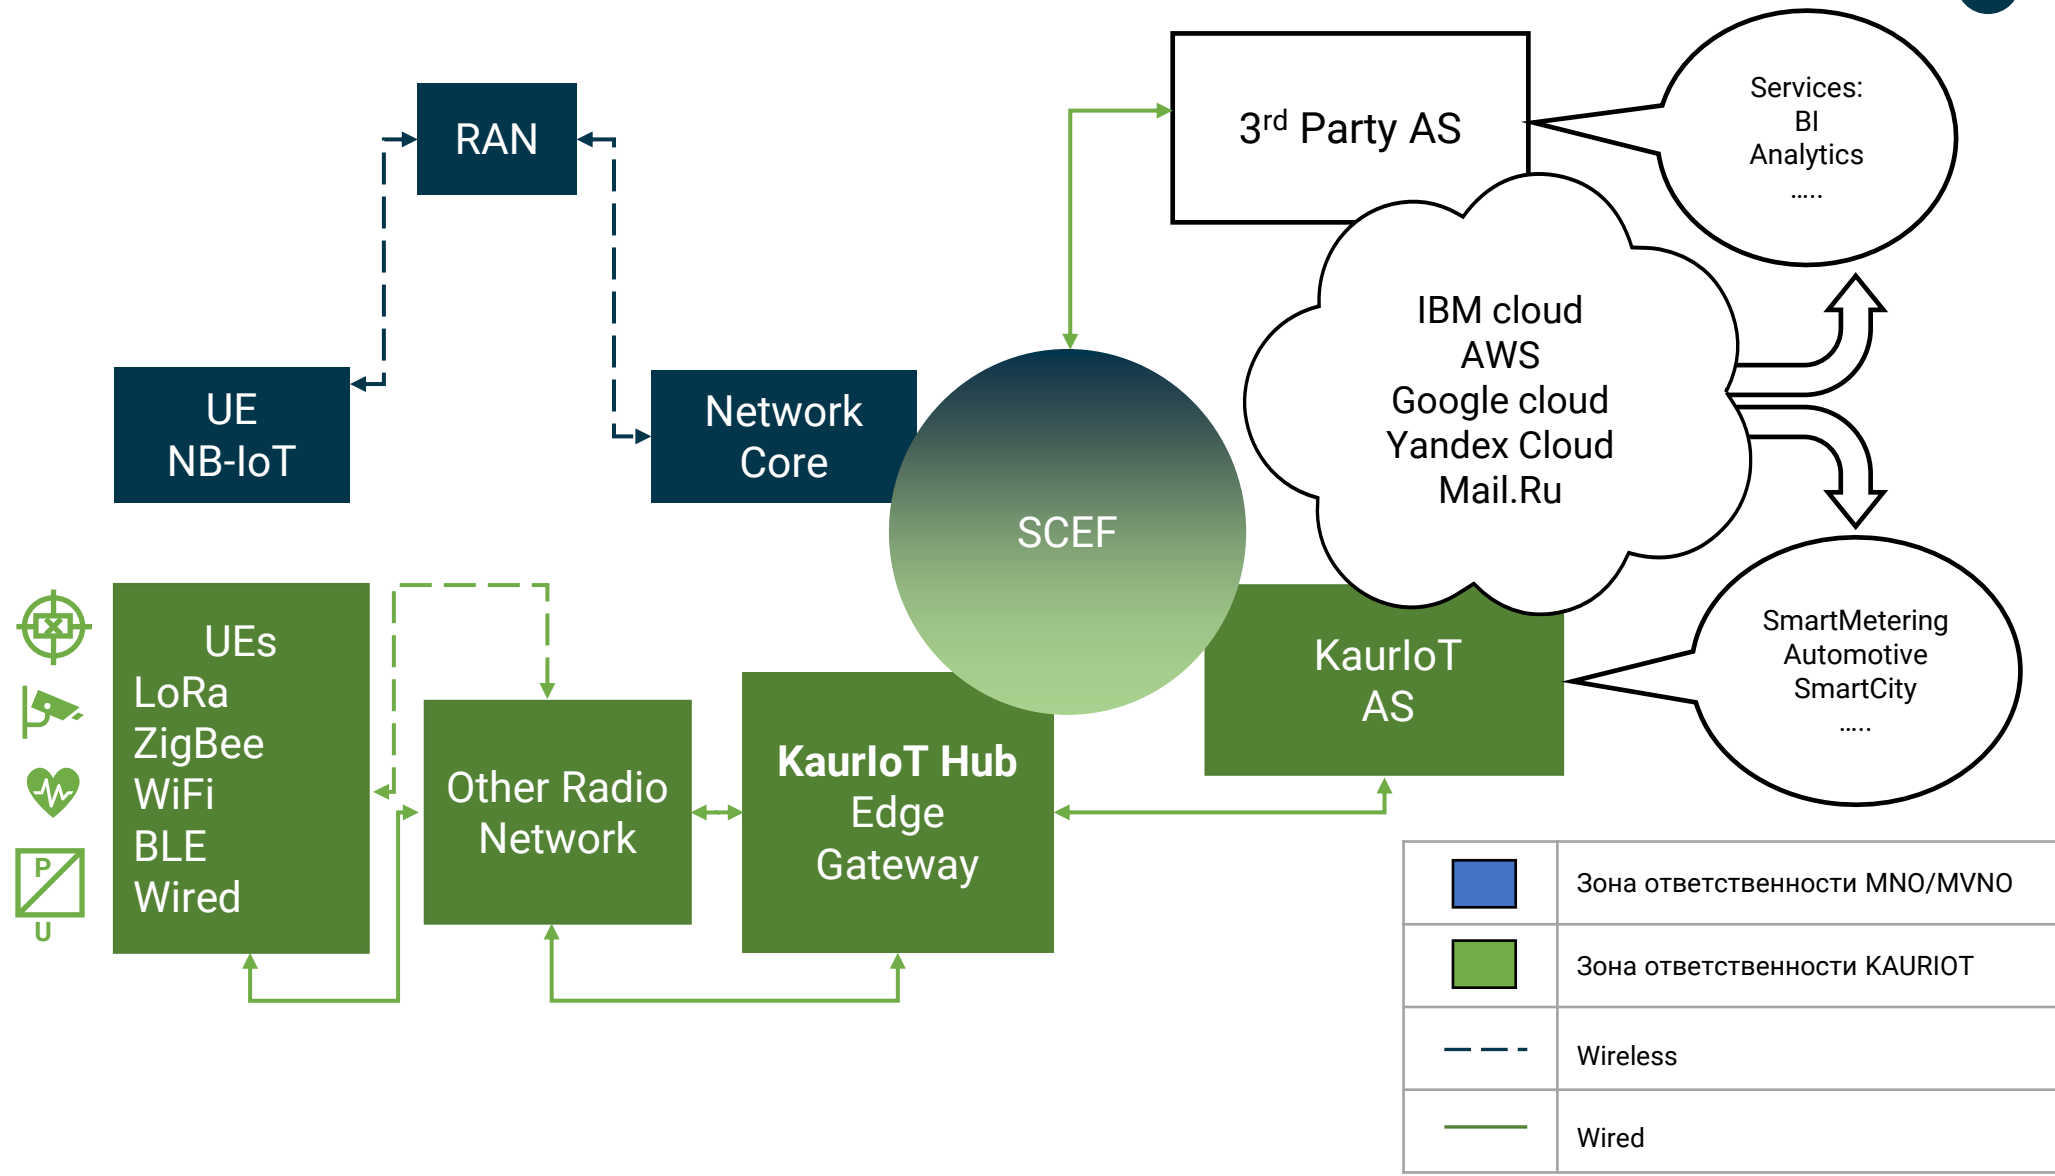 RAN
3rd Party AS
Services:
BI
Analytics
.....
IBM cloud
AWS
Google cloud
Yandex Cloud
Mail.Ru
UE
NB-IoT
Network
Core
SCEF
UEs
LoRa
ZigBee
WiFi
BLE
Wired
P
U
Other Radio
Network
KaurIoT Hub
Edge
Gateway
KaurIoT
AS
SmartMetering
Automotive
SmartCity
.....
Зона ответственности MNO/MVNO
Зона ответственности KAURIOT
Wireless
Wired